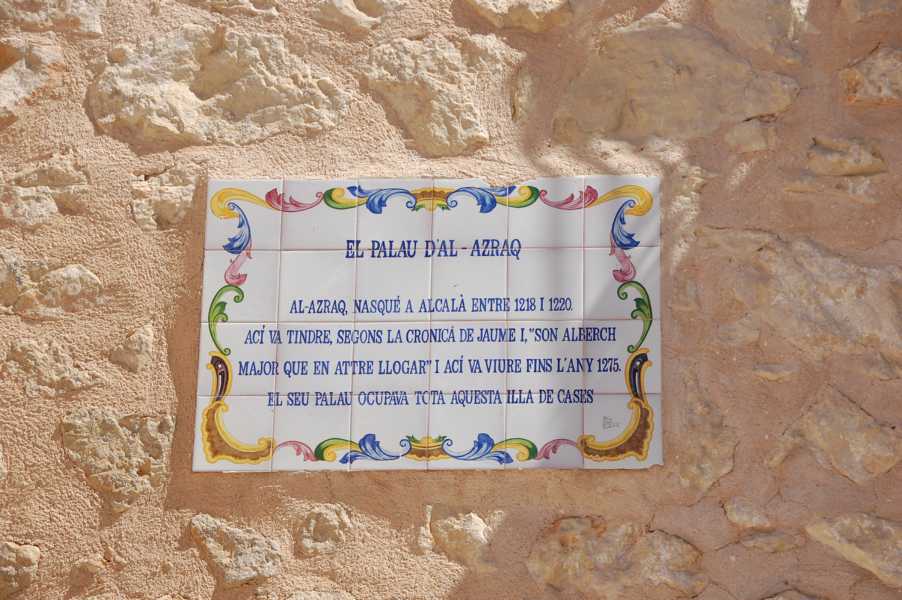 EL PALAU D'AL-AZRAQ
AL-AZRAQ, NASQUÉ A ALCALÀ ENTRE 1218 I 1220.
ACÍ VA TINDRE, SEGONS LA CRONICA DE JAUME I, "SON ALBERCH
MAJOR QUE EN ATTRE LLOGAR" I ACÍ VA VIURE FINS L'ANY 1275.
EL SEU PALAU OCUPAVA TOTA AQUESTA ILLA DE CASES